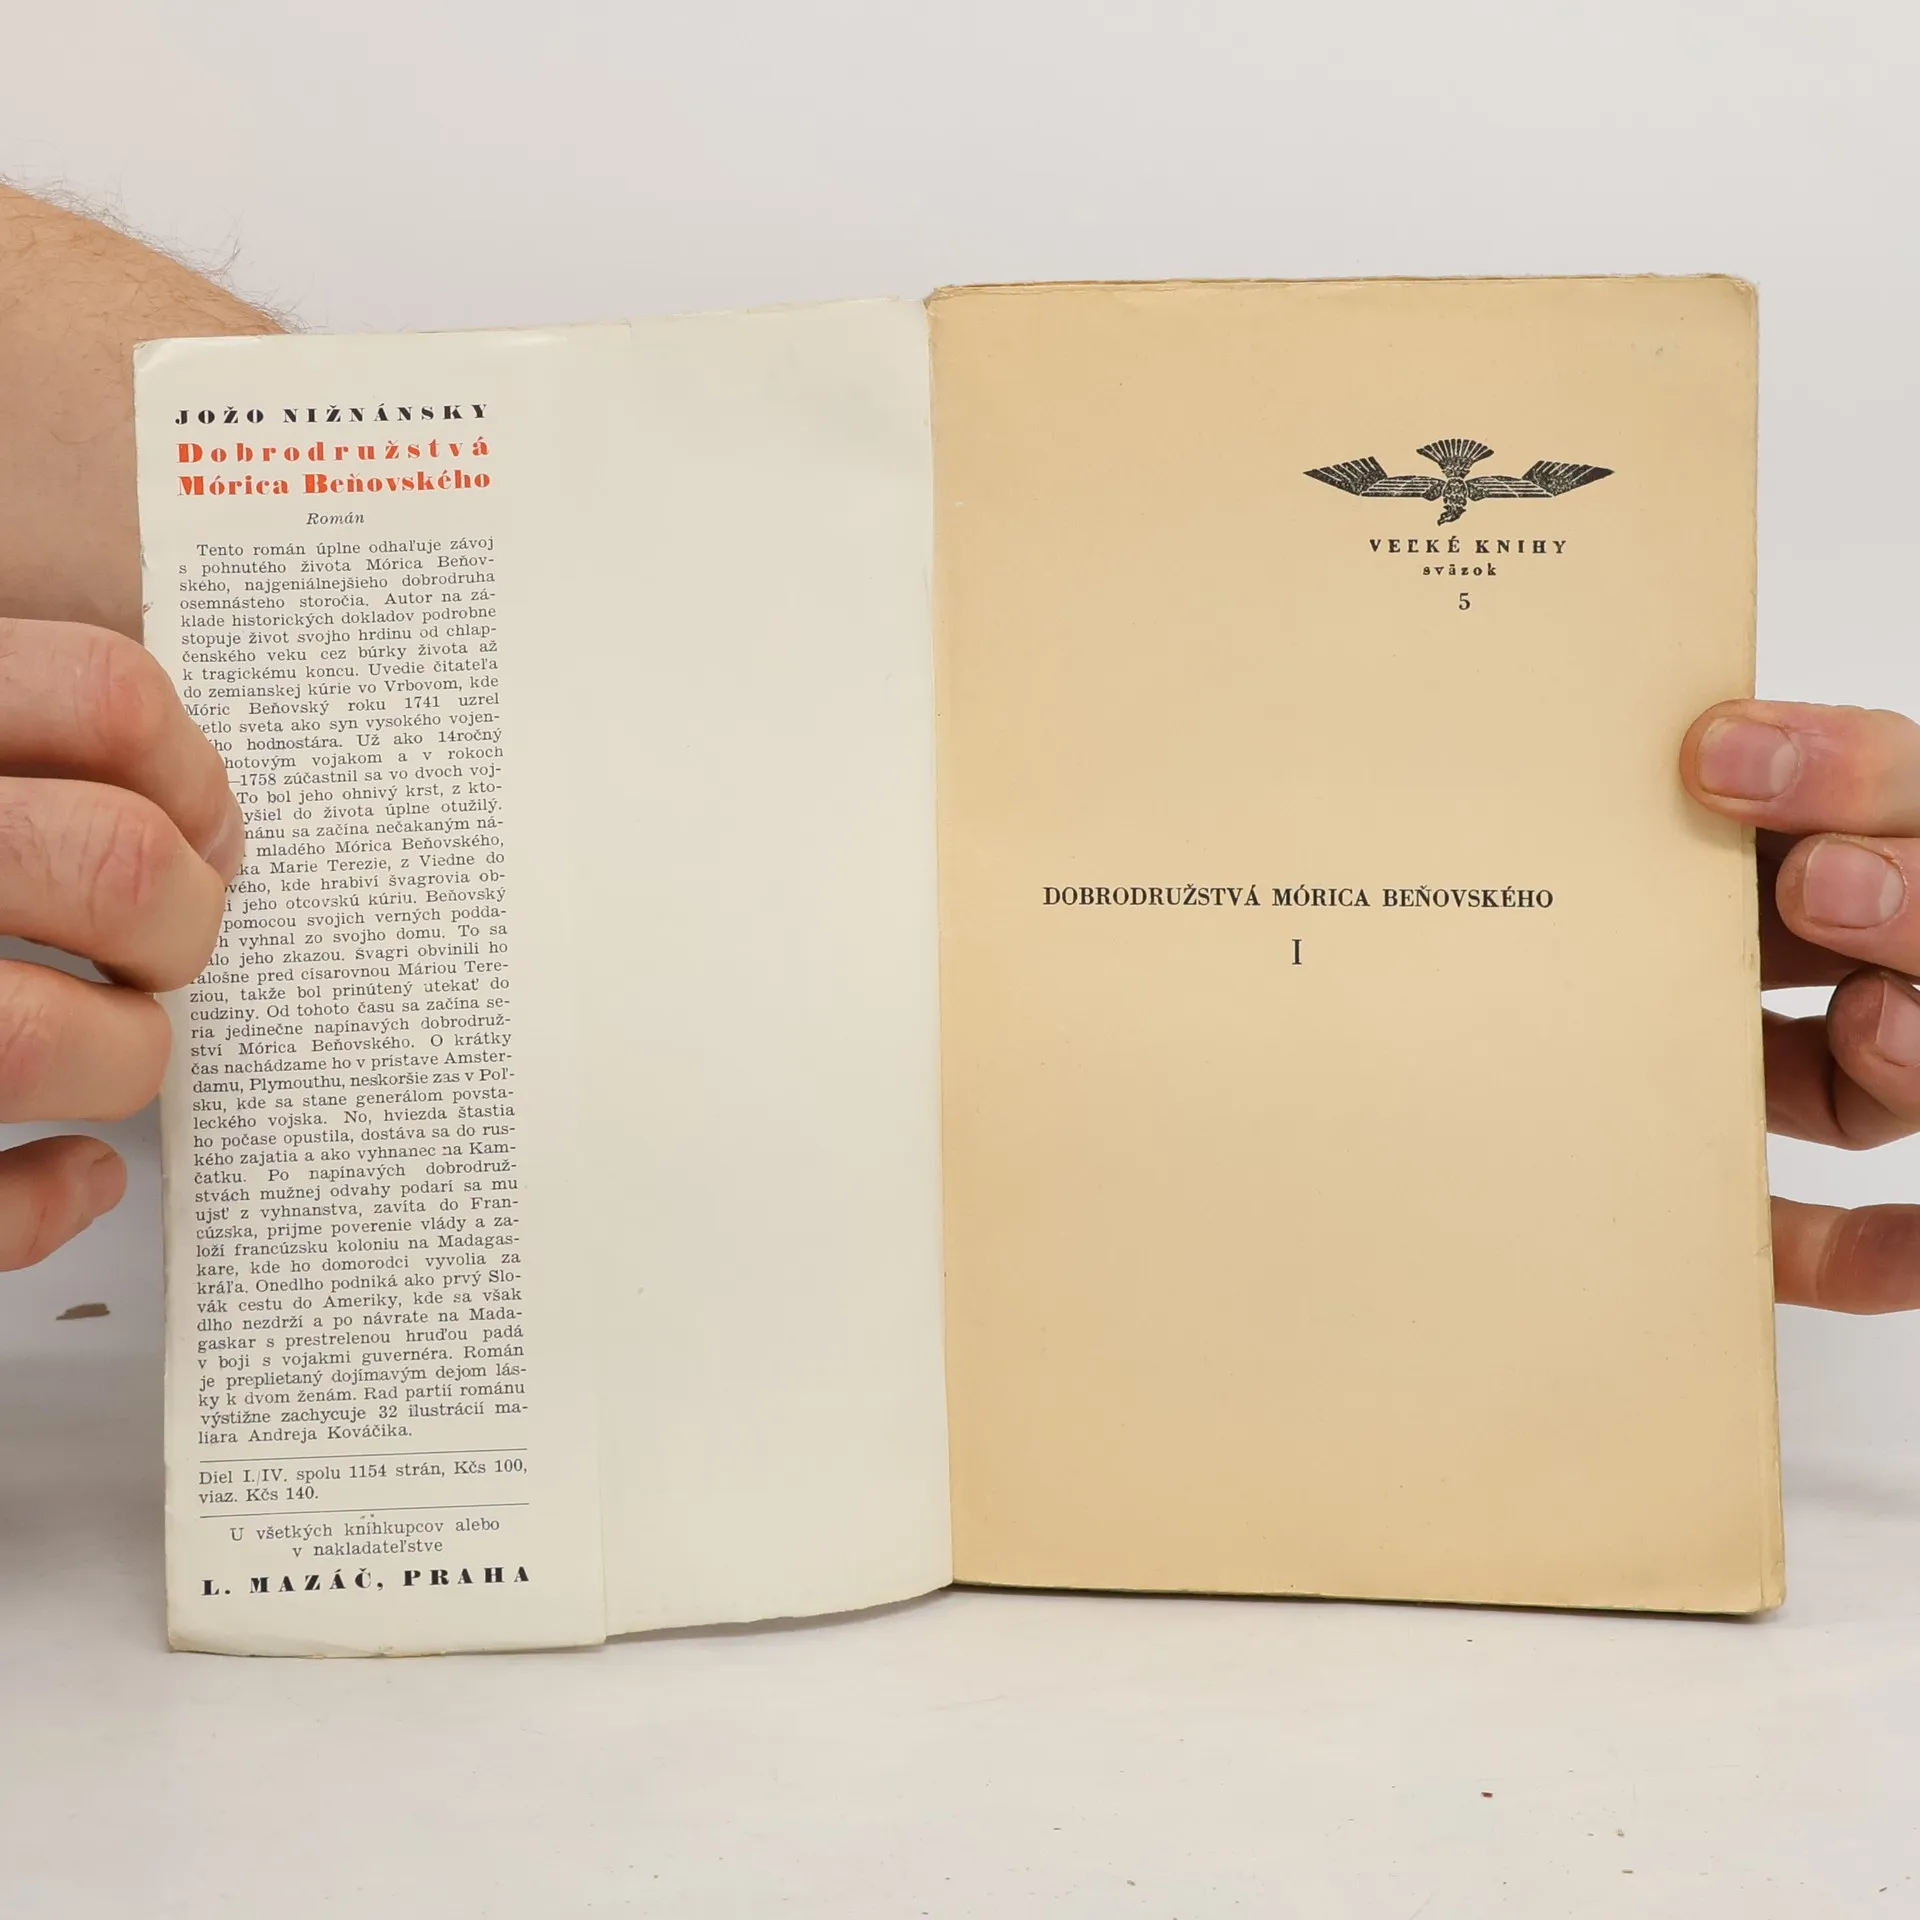 JOŽO NIŽNÁNSKY
Dobrodružstvá
Mórica Beňovského
Román
Tento román úplne odhaľuje závoj
s pohnutého života Mórica Beňov-
ského, najgeniálnejšieho dobrodruha
osemnásteho storočia. Autor na zá-
klade historických dokladov podrobne
stopuje život svojho hrdinu od chlap-
čenského veku cez búrky života až
k tragickému koncu. Uvedie čitateľa
do zemianskej kúrie vo Vrbovom, kde
Móric Beňovský roku 1741 uzrel
sveta ako syn vysokého vojen-
hodnostára. Už ako 14ročný
vojakom a v rokoch
—1758 zúčastnil sa vo dvoch voj-
To bol jeho ohnivý krst, z kto-
do života úplne otužilý.
sa začína nečakaným ná-
mladého Mórica Beňovského,
Marie Terezie, z Viedne do
kde hrabiví švagrovia ob-
jeho otcovskú kúriu. Beňovský
pomocou svojich verných podda-
vyhnal zo svojho domu. To sa
jeho zkazou. Švagri obvinili ho
pred císarovnou Máriou Tere-
ziou, takže bol prinútený utekať do
cudziny. Od tohoto času sa začína se-
ria jedinečne napínavých dobrodruž-
ství Mórica Beňovského. O krátky
čas nachádzame ho v prístave Amster-
damu, Plymouthu, neskoršie zas v Poľ-
sku, kde sa stane generálom povsta-
leckého vojska. No, hviezda štastia
ho počase opustila, dostáva sa do rus-
kého zajatia a ako vyhnanec na Kam-
čatku. Po napínavých dobrodruž-
stvách mužnej odvahy podarí sa mu
ujsť z vyhnanstva, zavíta do Fran-
cúzska, prijme poverenie vlády a za-
loží francúzsku koloniu na Madagas-
kare, kde ho domorodci vyvolia za
kráľa. Onedlho podniká ako prvý Slo-
vák cestu do Ameriky, kde sa však
dlho nezdrží a po návrate na Mada-
gaskar s prestrelenou hruďou padá
v boji s vojakmi guvernéra. Román
je preplietaný dojímavým dejom lás-
ky k dvom ženám. Rad partií románu
výstižne zachycuje 32 ilustrácií ma-
liara Andreja Kováčika.
Diel I./IV. spolu 1154 strán, Kčs 100,
viaz. Kčs 140.
U všetkých kníhkupcov alebo
v nakladateľstve
L. MAZÁČ, PRAHA
VEĽKÉ KNIHY
sväzok
5
DOBRODRUŽSTVÁ MÓRICA BEŇOVSKÉHO
I